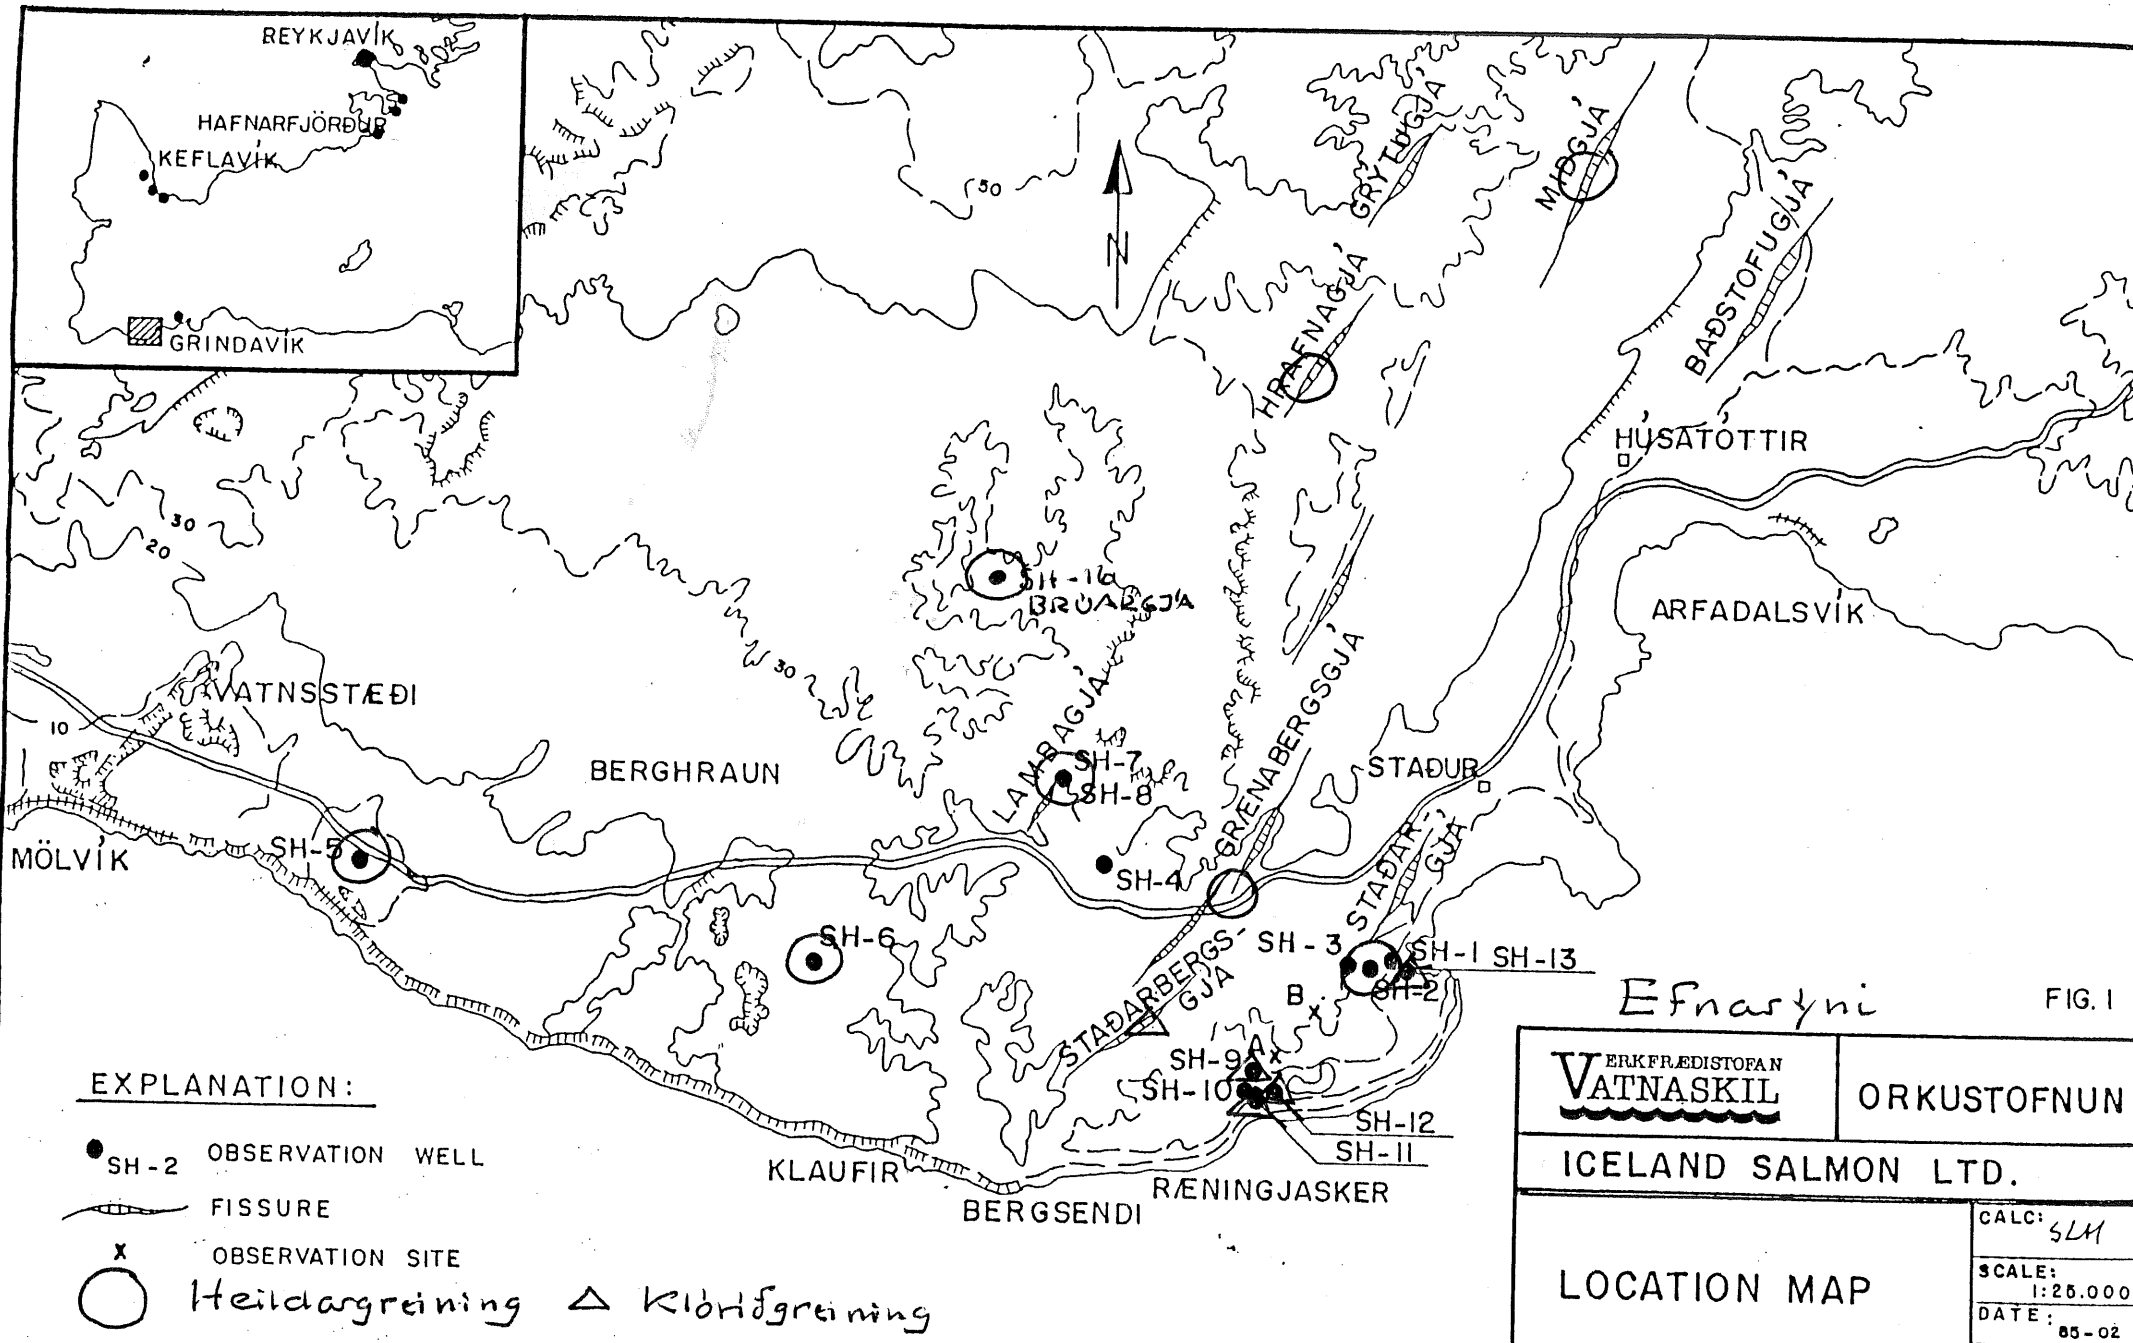 REYKJAVÍK
HAFNARFJÖRÐUR
KEFLAVÍK
GRINDAVÍK
50
N
GRÝTUGJÁ
MIÐGJÁ
BAÐSTOFUGJÁ
HRAFNAGJÁ
HÚSATÓTTIR
30
20
SH-16
BRÚARGJÁ
ARFADALSVÍK
30
VATNSSTÆÐI
10
LAMBAGJÁ
GRÆNABERGSGJÁ
BERGHRAUN
SH-7
SH-8
STAÐUR
MÖLVÍK
SH-5
SH-4
STAÐAR-
GJÁ
SH-6
SH-3
SH-1 SH-13
SH-2
STAÐARBERGS-
GJÁ
B
x
A
x
SH-9
SH-10
SH-12
SH-11
KLAUFIR
BERGSENDI
RÆNINGJASKER
Efnasýni
FIG. 1
EXPLANATION:
SH-2 OBSERVATION WELL
FISSURE
x OBSERVATION SITE
Heildargreining
Klóríðgreining
VERKFRÆÐISTOFAN
VATNASKIL
ORKUSTOFNUN
ICELAND SALMON LTD.
LOCATION MAP
CALC: SLH
SCALE:
1:25.000
DATE:
85-02